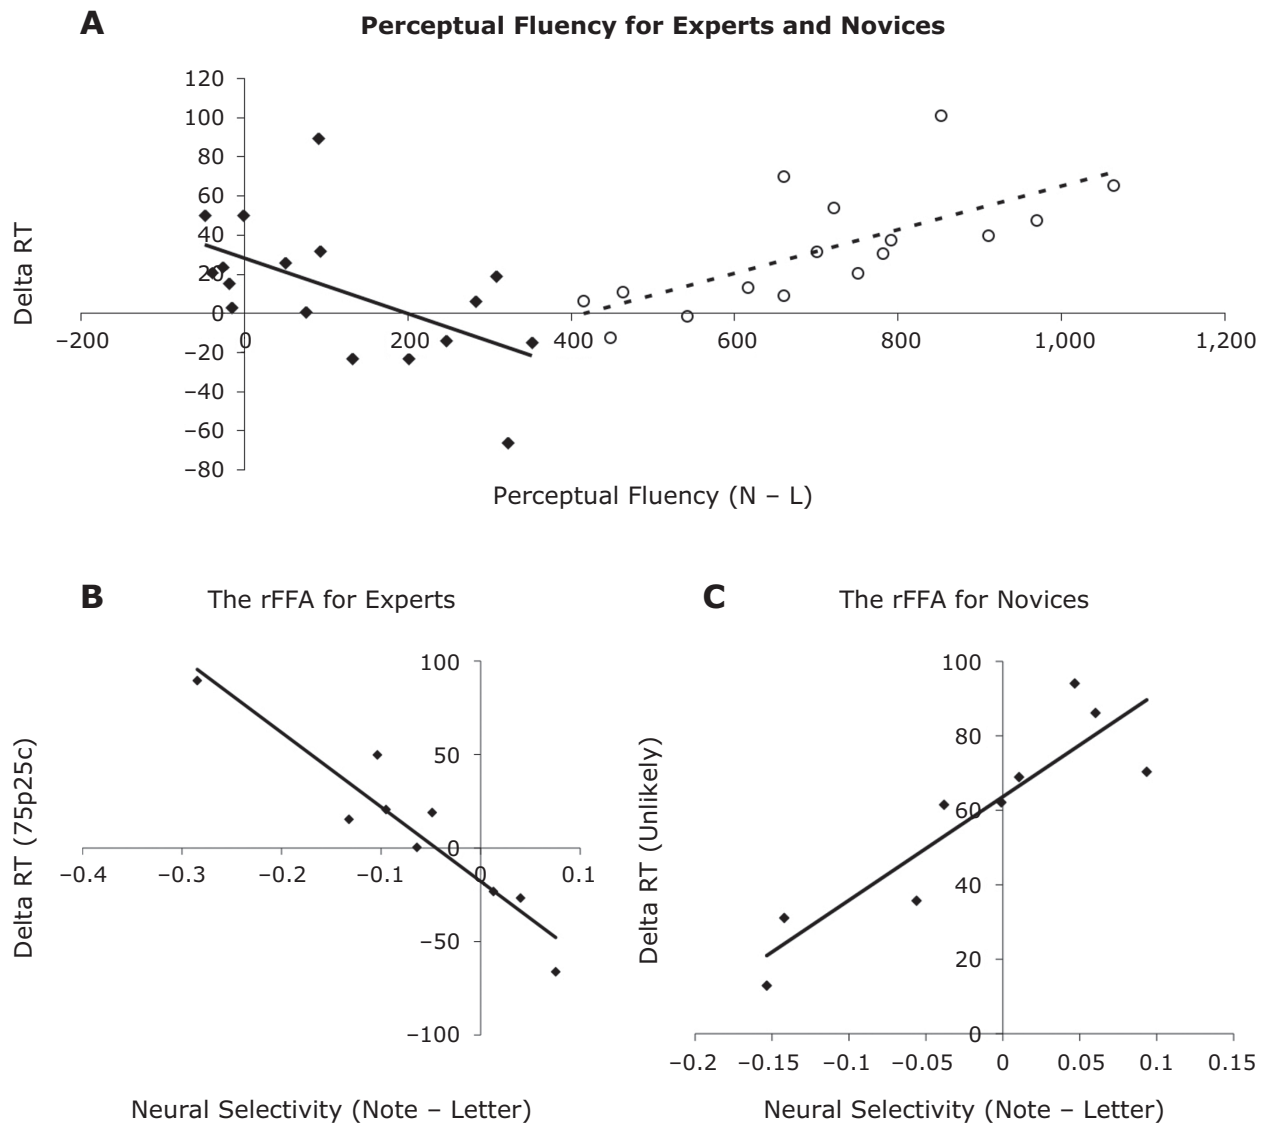 A Perceptual Fluency for Experts and Novices
120
100
80
60
40
20
0
−20
−40
−60
−80
−200 0 200 400 600 800 1,000 1,200
Delta RT
Perceptual Fluency (N – L)
B The rFFA for Experts
100
50
0
−50
−100
−0.4 −0.3 −0.2 −0.1 0 0.1
Delta RT (75p25c)
Neural Selectivity (Note – Letter)
C The rFFA for Novices
100
80
60
40
20
0
−0.2 −0.15 −0.1 −0.05 0 0.05 0.1 0.15
Delta RT (Unlikely)
Neural Selectivity (Note – Letter)